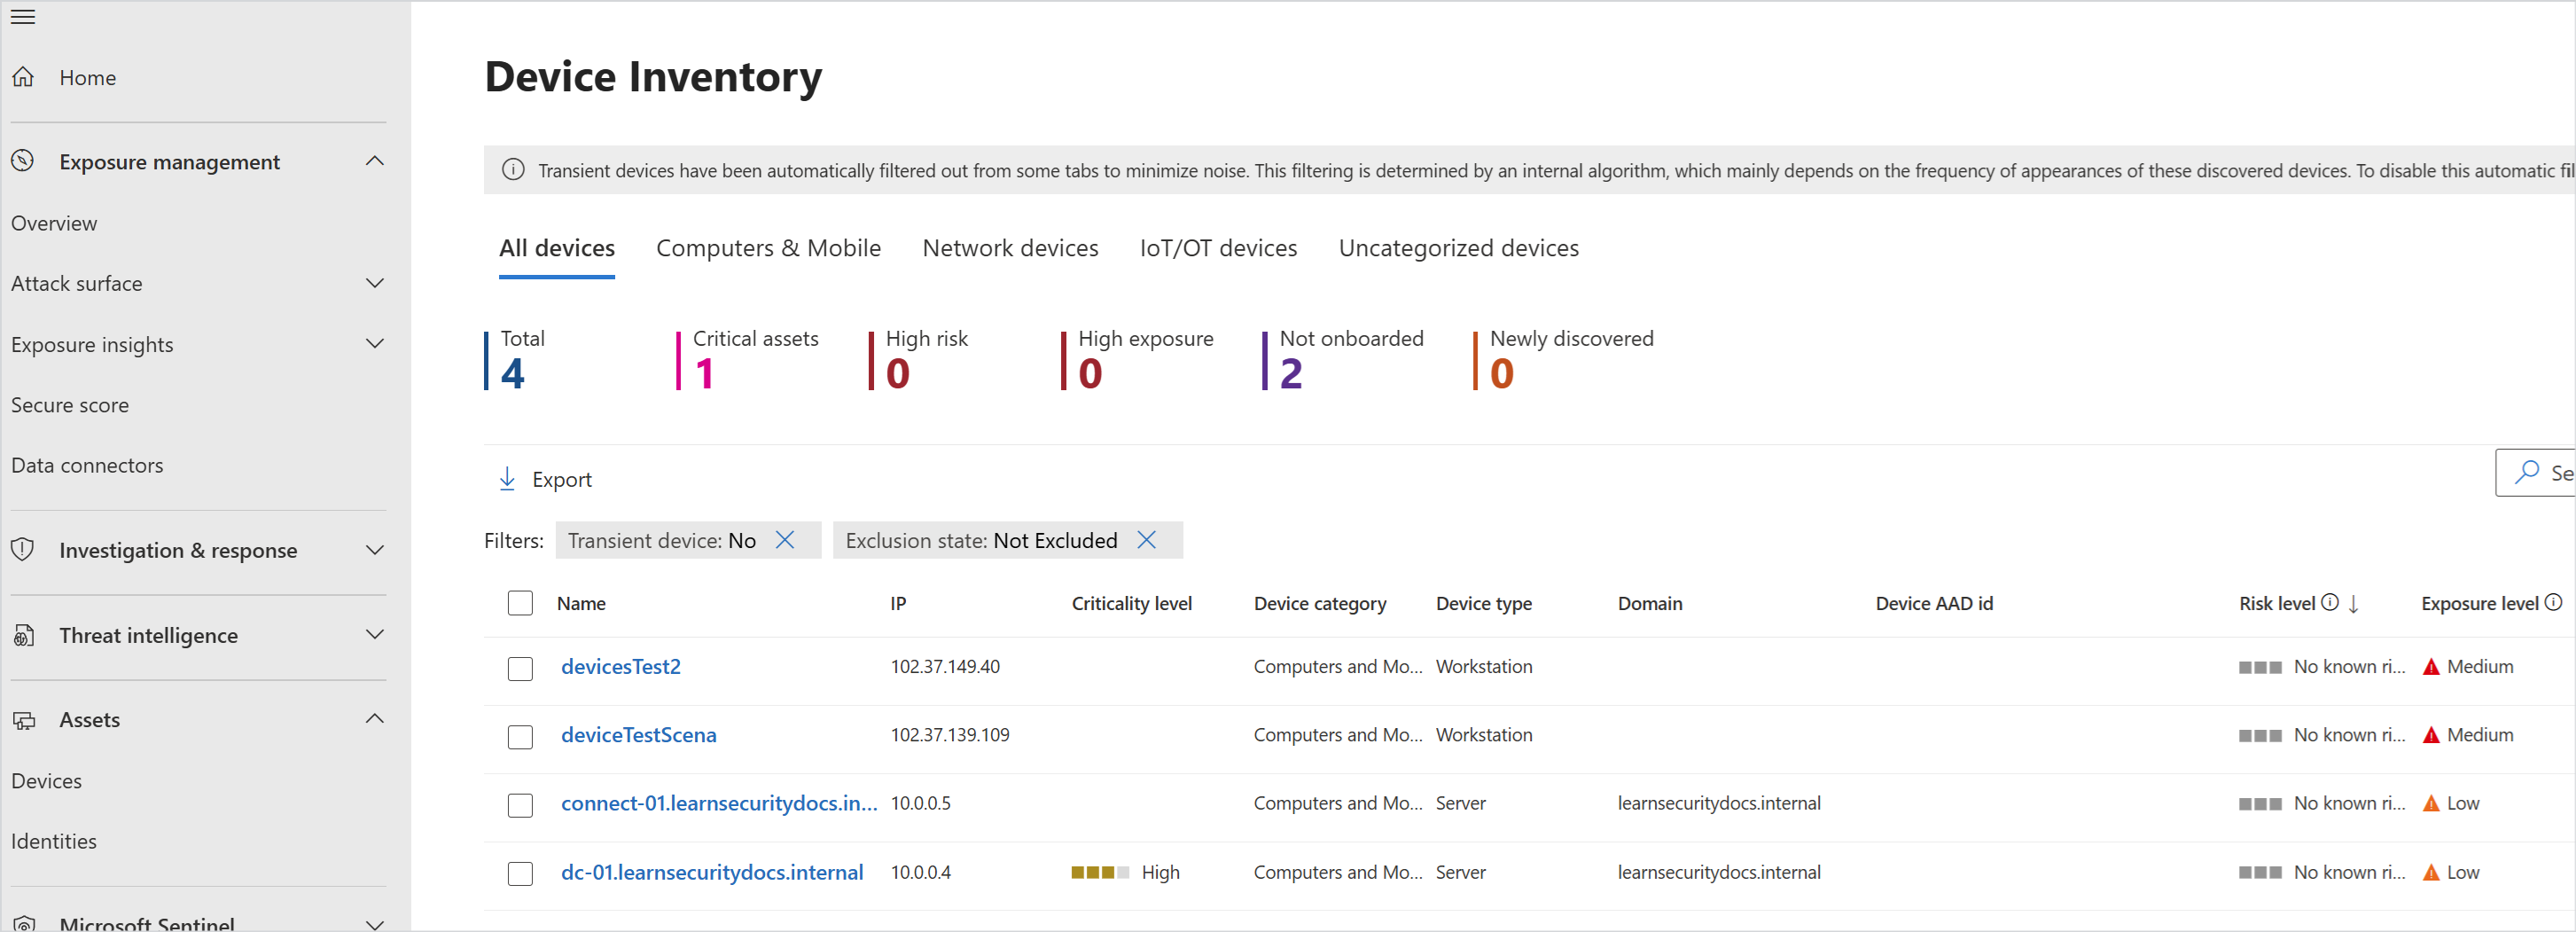 Home
Exposure management
Overview
Attack surface
Exposure insights
Secure score
Data connectors
Investigation & response
Threat intelligence
Assets
Devices
Identities
Microsoft Sentinel
Device Inventory
Transient devices have been automatically filtered out from some tabs to minimize noise. This filtering is determined by an internal algorithm, which mainly depends on the frequency of appearances of these discovered devices. To disable this automatic fil
All devices Computers & Mobile Network devices IoT/OT devices Uncategorized devices
Total Critical assets High risk High exposure Not onboarded Newly discovered
4 1 0 0 2 0
Export Se
Filters: Transient device: No Exclusion state: Not Excluded
Name IP Criticality level Device category Device type Domain Device AAD id Risk level Exposure level
devicesTest2 102.37.149.40 Computers and Mo... Workstation No known ri... Medium
deviceTestScena 102.37.139.109 Computers and Mo... Workstation No known ri... Medium
connect-01.learnsecuritydocs.in... 10.0.0.5 Computers and Mo... Server learnsecuritydocs.internal No known ri... Low
dc-01.learnsecuritydocs.internal 10.0.0.4 High Computers and Mo... Server learnsecuritydocs.internal No known ri... Low